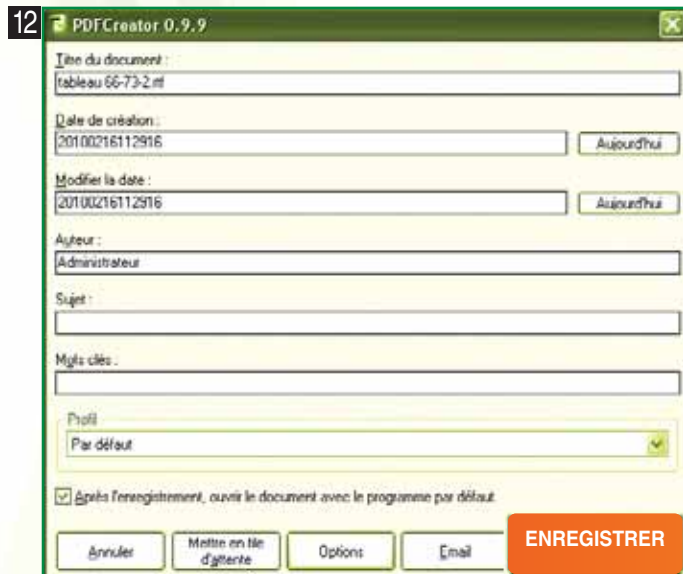 12
PDFCreator 0.9.9
Titre du document :
tableau 66-73-2.rtf
Date de création :
20100216112916
Aujourd'hui
Modifier la date :
20100216112916
Aujourd'hui
Auteur :
Administrateur
Sujet :
Mots clés :
Profil
Par défaut
Après l'enregistrement, ouvrir le document avec le programme par défaut
Annuler
Mettre en file
d'attente
Options
Email
ENREGISTRER